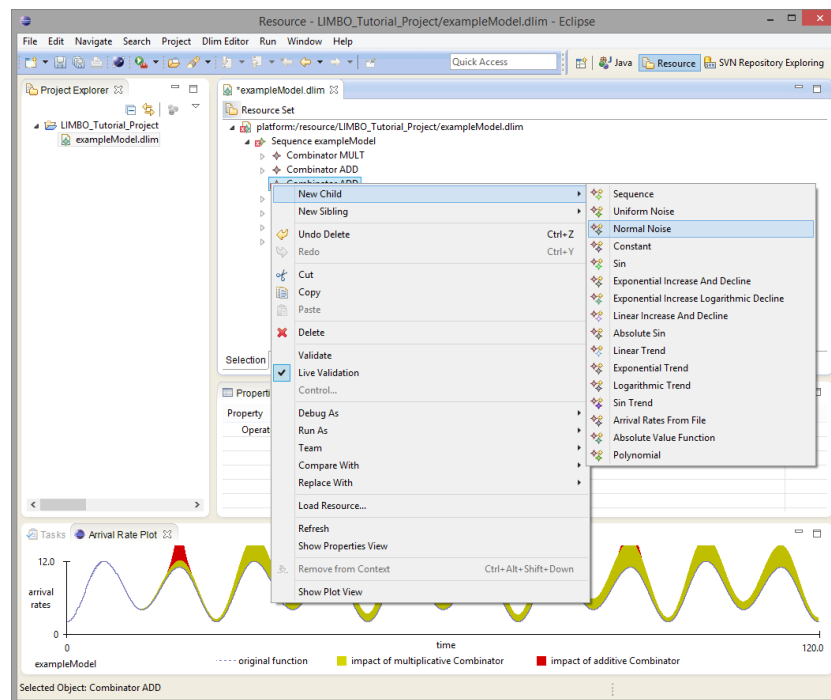 Resource - LIMBO_Tutorial_Project/exampleModel.dlim - Eclipse
File Edit Navigate Search Project Dlim Editor Run Window Help
Quick Access Java Resource SVN Repository Exploring
Project Explorer
LIMBO_Tutorial_Project
exampleModel.dlim
*exampleModel.dlim
Resource Set
platform:/resource/LIMBO_Tutorial_Project/exampleModel.dlim
Sequence exampleModel
Combinator MULT
Combinator ADD
Combinator ADD
New Child
New Sibling
Undo Delete Ctrl+Z
Redo Ctrl+Y
Cut
Copy
Paste
Delete
Validate
Live Validation
Control...
Debug As
Run As
Team
Compare With
Replace With
Load Resource...
Refresh
Show Properties View
Remove from Context Ctrl+Alt+Shift+Down
Show Plot View
Sequence
Uniform Noise
Normal Noise
Constant
Sin
Exponential Increase And Decline
Exponential Increase Logarithmic Decline
Linear Increase And Decline
Absolute Sin
Linear Trend
Exponential Trend
Logarithmic Trend
Sin Trend
Arrival Rates From File
Absolute Value Function
Polynomial
Selection
Properti
Property
Operat
Tasks Arrival Rate Plot
12.0
arrival
rates
0
0 time 120.0
exampleModel original function impact of multiplicative Combinator impact of additive Combinator
Selected Object: Combinator ADD